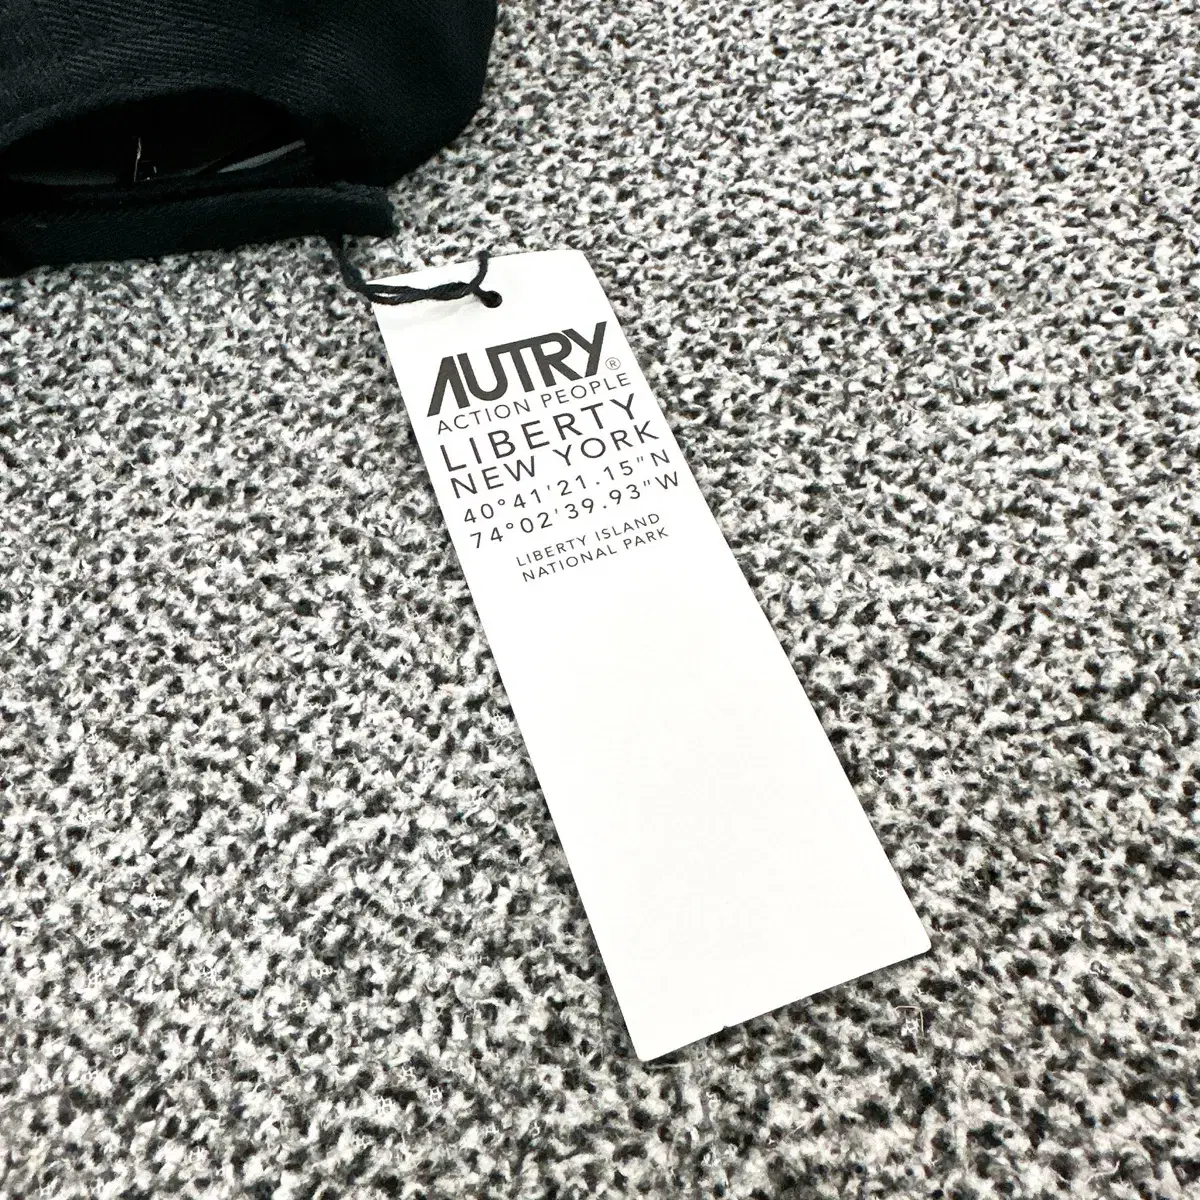 AUTRY®
ACTION PEOPLE
LIBERTY
NEW YORK
40°41'21.15"N
74°02'39.93"W
LIBERTY ISLAND
NATIONAL PARK